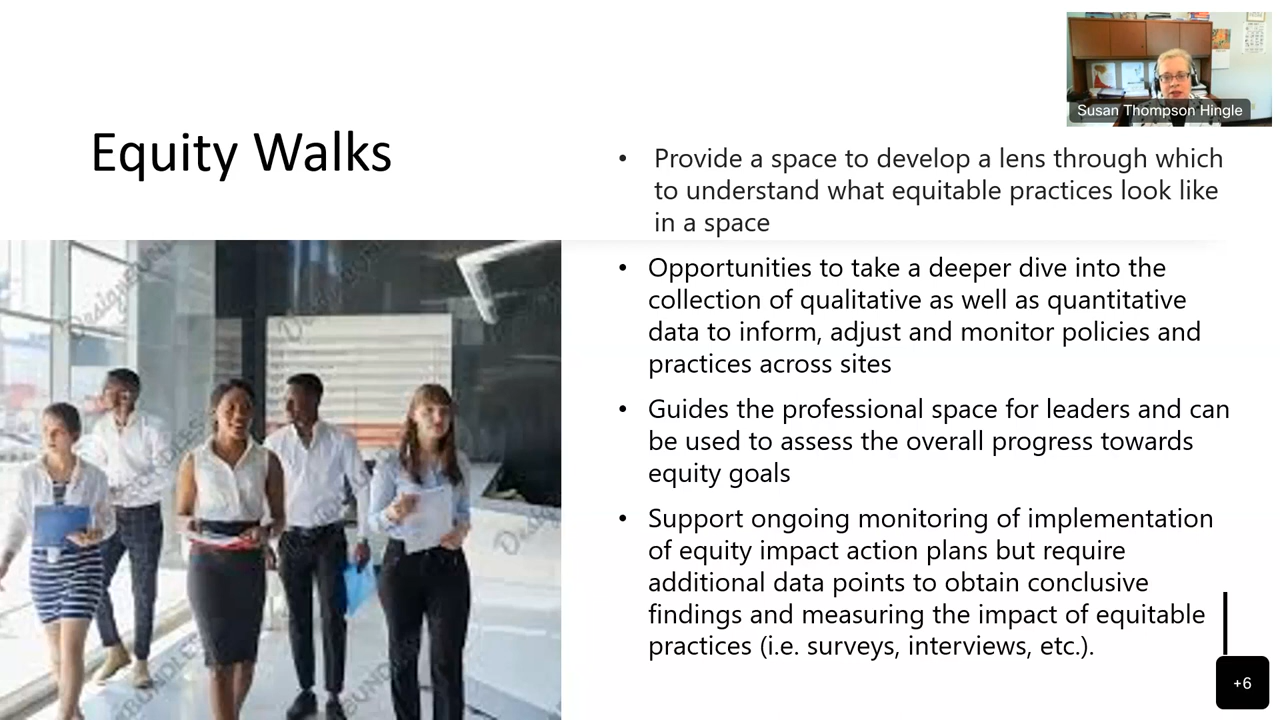 Susan Thompson Hingle
Equity Walks
• Provide a space to develop a lens through which
to understand what equitable practices look like
in a space
• Opportunities to take a deeper dive into the
collection of qualitative as well as quantitative
data to inform, adjust and monitor policies and
practices across sites
• Guides the professional space for leaders and can
be used to assess the overall progress towards
equity goals
• Support ongoing monitoring of implementation
of equity impact action plans but require
additional data points to obtain conclusive
findings and measuring the impact of equitable
practices (i.e. surveys, interviews, etc.).
+6